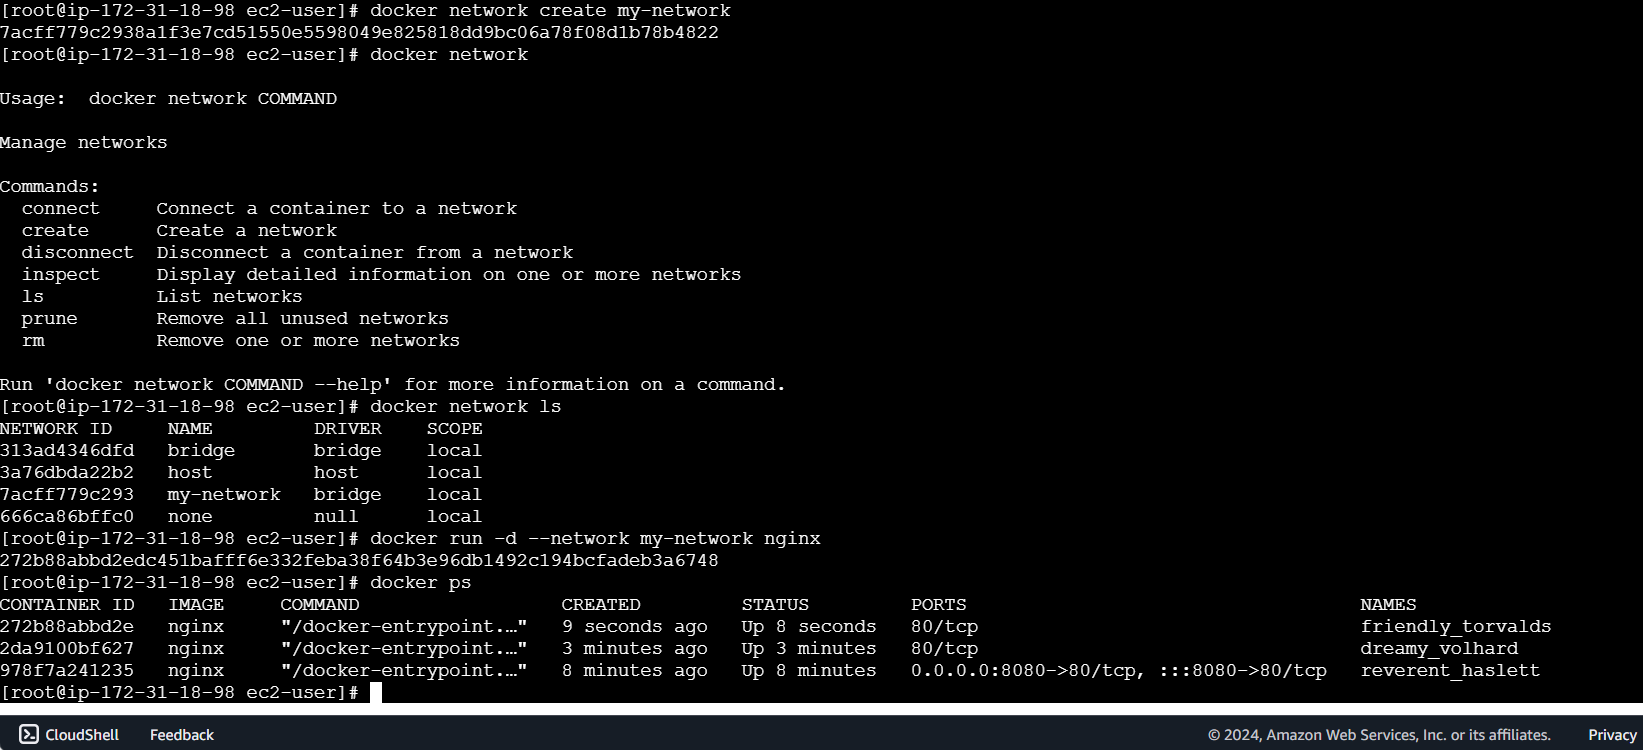 [root@ip-172-31-18-98 ec2-user]# docker network create my-network
7acff779c2938a1f3e7cd51550e5598049e825818dd9bc06a78f08d1b78b4822
[root@ip-172-31-18-98 ec2-user]# docker network
Usage:  docker network COMMAND
Manage networks
Commands:
  connect     Connect a container to a network
  create      Create a network
  disconnect  Disconnect a container from a network
  inspect     Display detailed information on one or more networks
  ls          List networks
  prune       Remove all unused networks
  rm          Remove one or more networks
Run 'docker network COMMAND --help' for more information on a command.
[root@ip-172-31-18-98 ec2-user]# docker network ls
NETWORK ID     NAME         DRIVER    SCOPE
313ad4346dfd   bridge       bridge    local
3a76dbda22b2   host         host      local
7acff779c293   my-network   bridge    local
666ca86bffc0   none         null      local
[root@ip-172-31-18-98 ec2-user]# docker run -d --network my-network nginx
272b88abbd2edc451bafff6e332feba38f64b3e96db1492c194bcfadeb3a6748
[root@ip-172-31-18-98 ec2-user]# docker ps
CONTAINER ID   IMAGE     COMMAND                  CREATED         STATUS         PORTS                                   NAMES
272b88abbd2e   nginx     "/docker-entrypoint.…"   9 seconds ago   Up 8 seconds   80/tcp                                  friendly_torvalds
2da9100bf627   nginx     "/docker-entrypoint.…"   3 minutes ago   Up 3 minutes   80/tcp                                  dreamy_volhard
978f7a241235   nginx     "/docker-entrypoint.…"   8 minutes ago   Up 8 minutes   0.0.0.0:8080->80/tcp, :::8080->80/tcp   reverent_haslett
[root@ip-172-31-18-98 ec2-user]#
CloudShell Feedback © 2024, Amazon Web Services, Inc. or its affiliates. Privacy